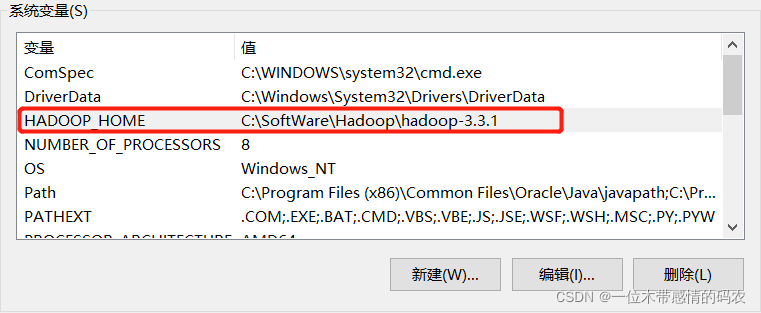 系统变量(S)
变量 值
ComSpec C:\WINDOWS\system32\cmd.exe
DriverData C:\Windows\System32\Drivers\DriverData
HADOOP_HOME C:\SoftWare\Hadoop\hadoop-3.3.1
NUMBER_OF_PROCESSORS 8
OS Windows_NT
Path C:\Program Files (x86)\Common Files\Oracle\Java\javapath;C:\Pr...
PATHEXT .COM;.EXE;.BAT;.CMD;.VBS;.VBE;.JS;.JSE;.WSF;.WSH;.MSC;.PY;.PYW
PROCESSOR_ARCHITECTURE AMD64
新建(W)... 编辑(I)... 删除(L)
CSDN @一位木带感情的码农